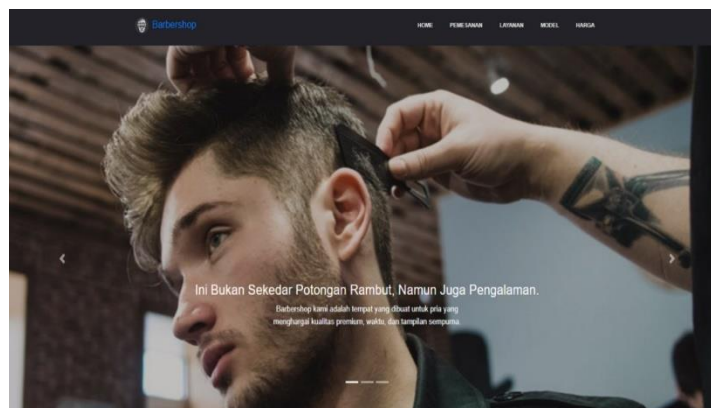 Barbershop
HOME PEMESANAN LAYANAN MODEL HARGA
Ini Bukan Sekedar Potongan Rambut, Namun Juga Pengalaman.
Barbershop kami adalah tempat yang dibuat untuk pria yang
menghargai kualitas premium, waktu, dan tampilan sempurna